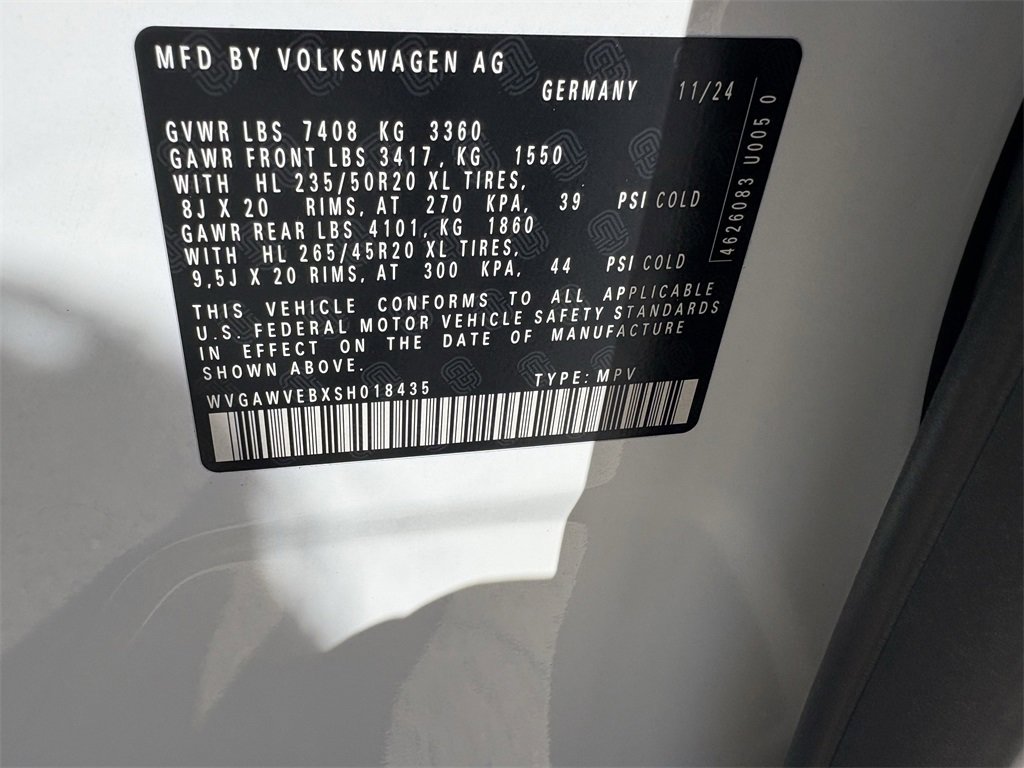 MFD BY VOLKSWAGEN AG
GERMANY 11/24
GVWR LBS 7408 KG 3360
GAWR FRONT LBS 3417, KG 1550
WITH HL 235/50R20 XL TIRES,
8J X 20 RIMS, AT 270 KPA, 39 PSI COLD
GAWR REAR LBS 4101, KG 1860
WITH HL 265/45R20 XL TIRES,
9,5J X 20 RIMS, AT 300 KPA, 44 PSI COLD
THIS VEHICLE CONFORMS TO ALL APPLICABLE
U.S. FEDERAL MOTOR VEHICLE SAFETY STANDARDS
IN EFFECT ON THE DATE OF MANUFACTURE
SHOWN ABOVE.
WVGAWVEBXSH018435 TYPE: MPV
4626083 U005 0